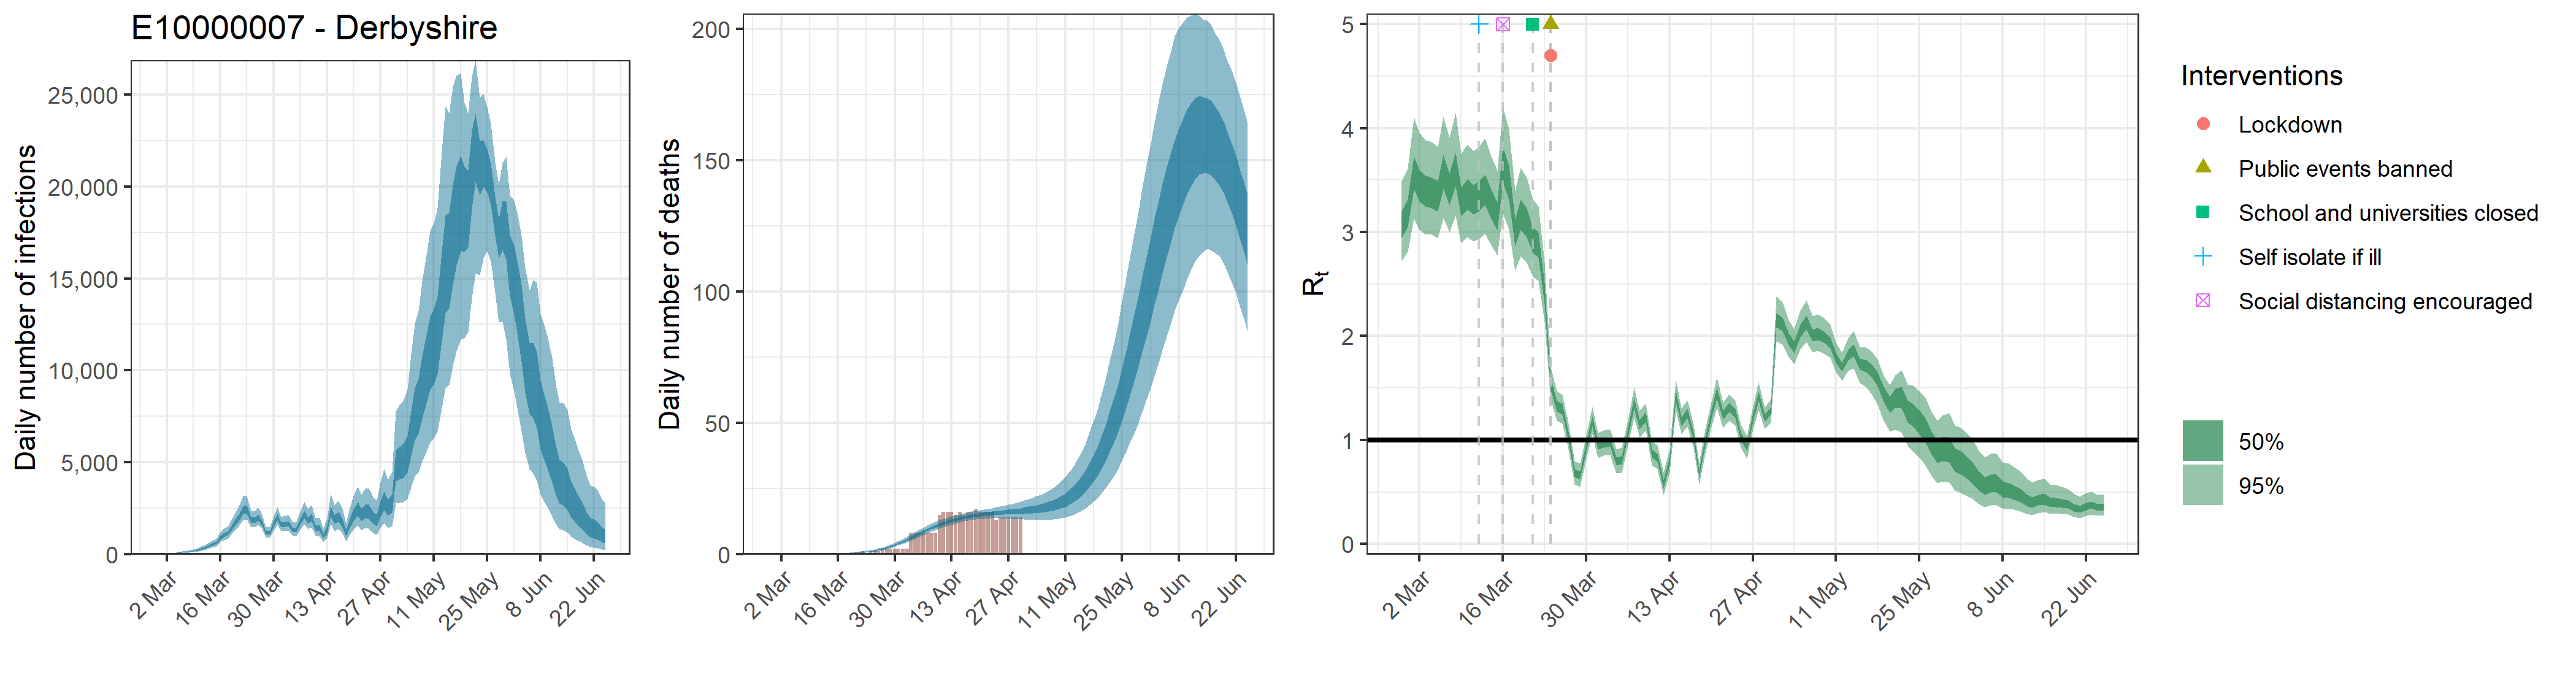 E10000007 - Derbyshire
Daily number of infections
25,000
20,000
15,000
10,000
5,000
0
2 Mar
16 Mar
30 Mar
13 Apr
27 Apr
11 May
25 May
8 Jun
22 Jun
Daily number of deaths
200
150
100
50
0
2 Mar
16 Mar
30 Mar
13 Apr
27 Apr
11 May
25 May
8 Jun
22 Jun
Rt
5
4
3
2
1
0
2 Mar
16 Mar
30 Mar
13 Apr
27 Apr
11 May
25 May
8 Jun
22 Jun
Interventions
Lockdown
Public events banned
School and universities closed
Self isolate if ill
Social distancing encouraged
50%
95%